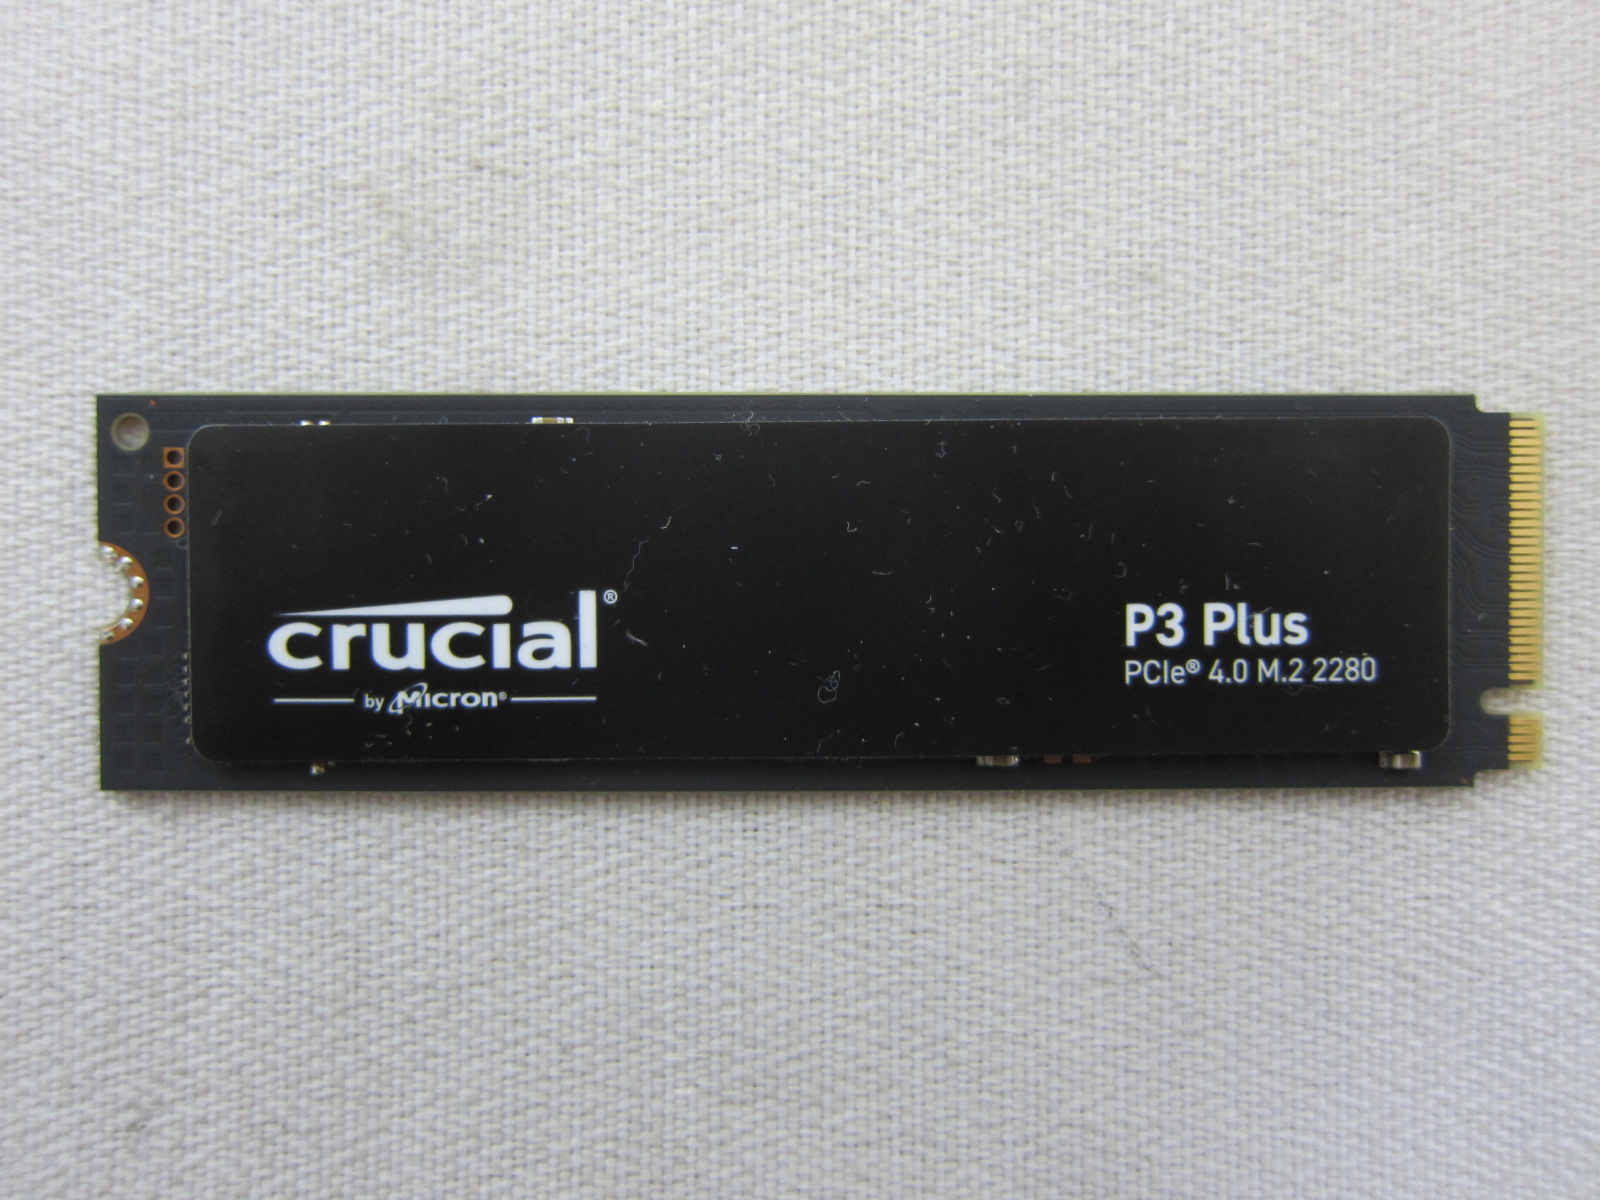 crucial®
by Micron®
P3 Plus
PCIe® 4.0 M.2 2280